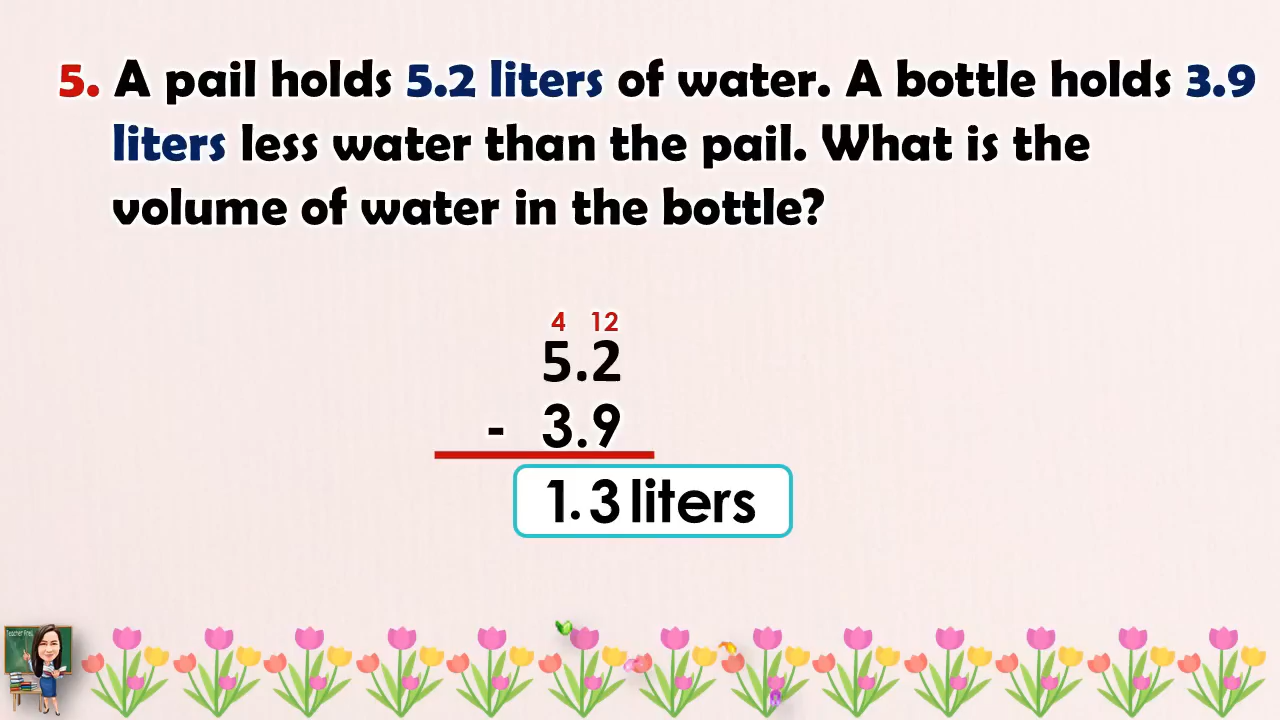 5. A pail holds 5.2 liters of water. A bottle holds 3.9
liters less water than the pail. What is the
volume of water in the bottle?
4 12
5.2
- 3.9
1.3 liters